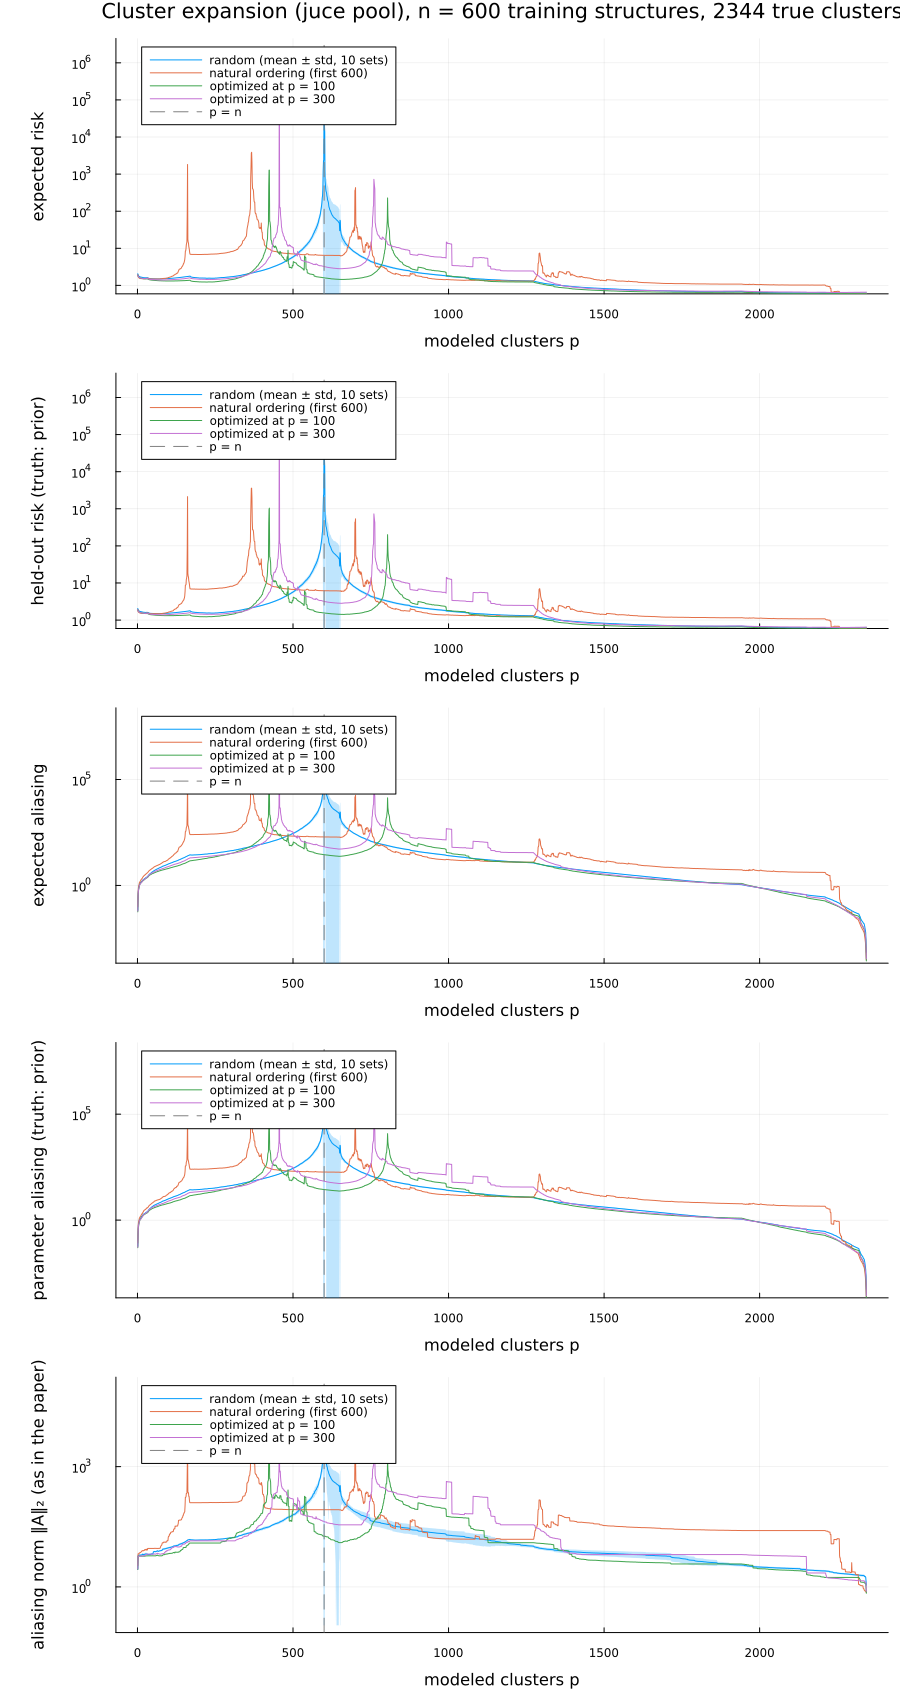 Cluster expansion (juce pool), n = 600 training structures, 2344 true clusters
expected risk
10⁶
10⁵
10⁴
10³
10²
10¹
10⁰
random (mean ± std, 10 sets)
natural ordering (first 600)
optimized at p = 100
optimized at p = 300
p = n
0 500 1000 1500 2000
modeled clusters p
held-out risk (truth: prior)
10⁶
10⁵
10⁴
10³
10²
10¹
10⁰
random (mean ± std, 10 sets)
natural ordering (first 600)
optimized at p = 100
optimized at p = 300
p = n
0 500 1000 1500 2000
modeled clusters p
expected aliasing
10⁵
10⁰
random (mean ± std, 10 sets)
natural ordering (first 600)
optimized at p = 100
optimized at p = 300
p = n
0 500 1000 1500 2000
modeled clusters p
parameter aliasing (truth: prior)
10⁵
10⁰
random (mean ± std, 10 sets)
natural ordering (first 600)
optimized at p = 100
optimized at p = 300
p = n
0 500 1000 1500 2000
modeled clusters p
aliasing norm ‖A‖₂ (as in the paper)
10³
10⁰
random (mean ± std, 10 sets)
natural ordering (first 600)
optimized at p = 100
optimized at p = 300
p = n
0 500 1000 1500 2000
modeled clusters p